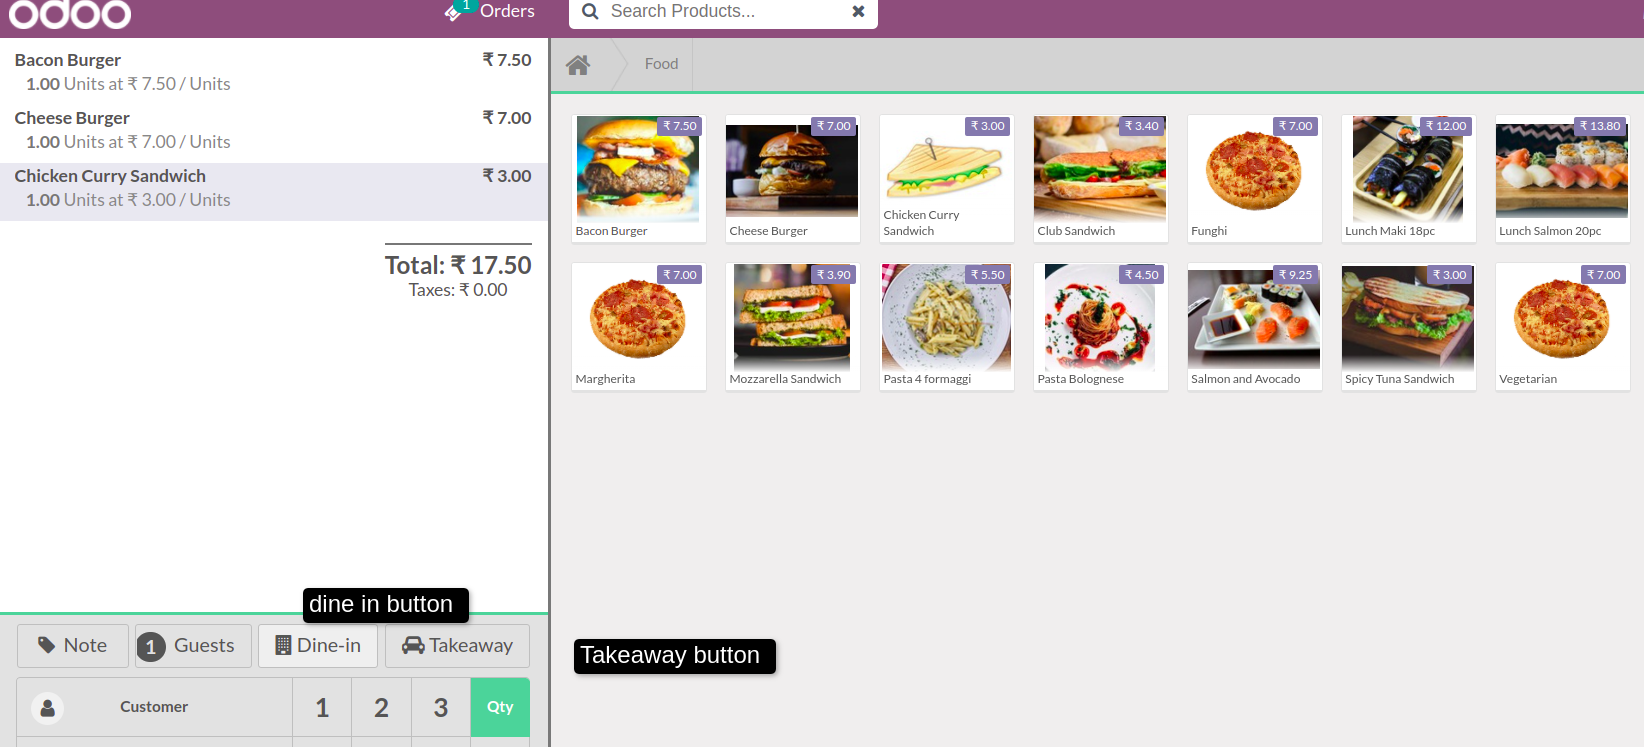 odoo
1
Orders
Search Products...
Bacon Burger ₹ 7.50
1.00 Units at ₹ 7.50 / Units
Cheese Burger ₹ 7.00
1.00 Units at ₹ 7.00 / Units
Chicken Curry Sandwich ₹ 3.00
1.00 Units at ₹ 3.00 / Units
Total: ₹ 17.50
Taxes: ₹ 0.00
dine in button
Note
1 Guests
Dine-in
Takeaway
Customer
1
2
3
Qty
Food
₹ 7.50
Bacon Burger
₹ 7.00
Cheese Burger
₹ 3.00
Chicken Curry
Sandwich
₹ 3.40
Club Sandwich
₹ 7.00
Funghi
₹ 12.00
Lunch Maki 18pc
₹ 13.80
Lunch Salmon 20pc
₹ 7.00
Margherita
₹ 3.90
Mozzarella Sandwich
₹ 5.50
Pasta 4 formaggi
₹ 4.50
Pasta Bolognese
₹ 9.25
Salmon and Avocado
₹ 3.00
Spicy Tuna Sandwich
₹ 7.00
Vegetarian
Takeaway button